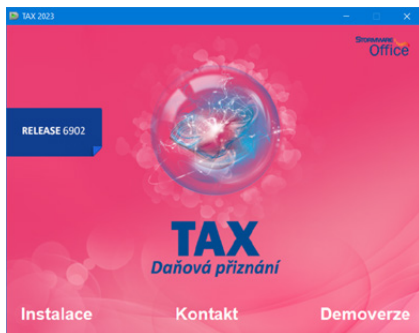 TAX 2023
STORMWARE
Office
RELEASE 6902
TAX
Daňová přiznání
Instalace Kontakt Demoverze